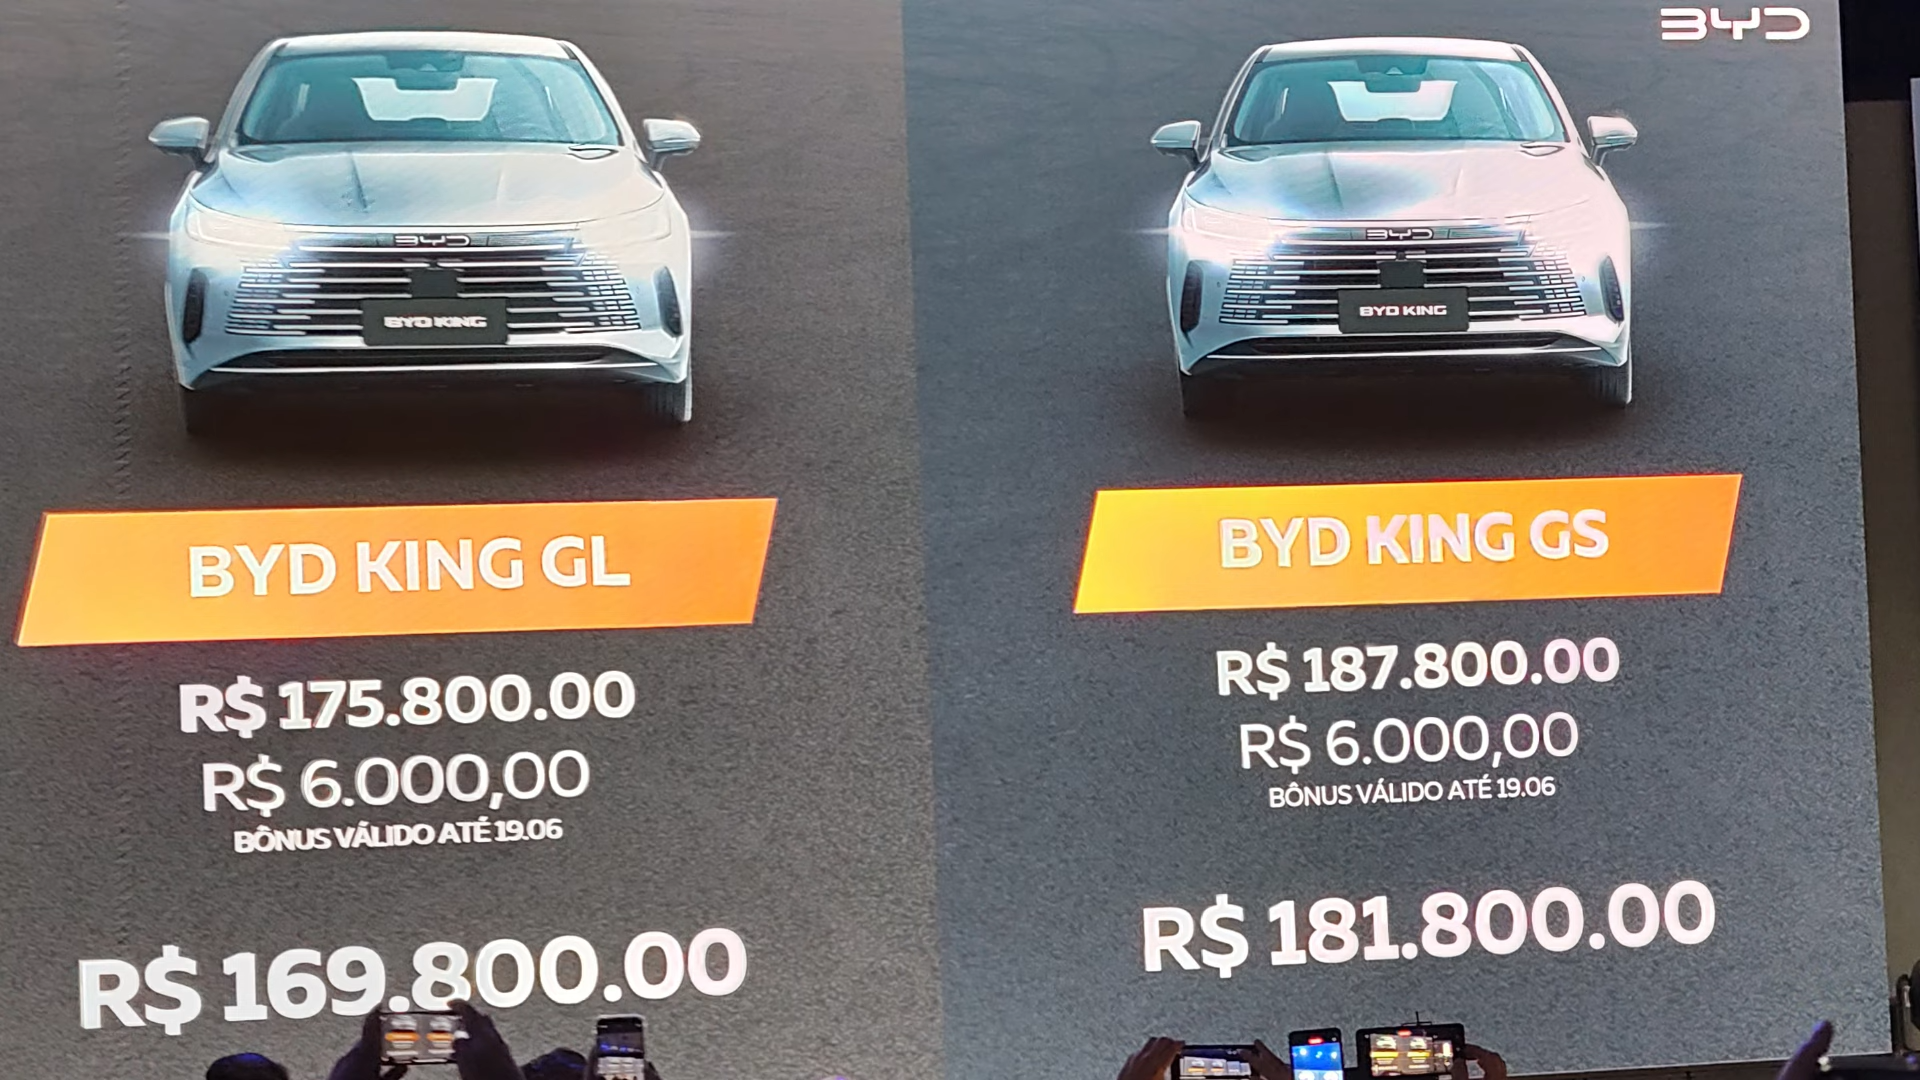 BYD
BYD
BYD KING
BYD KING GL
R$ 175.800.00
R$ 6.000,00
BÔNUS VÁLIDO ATÉ 19.06
R$ 169.800.00
BYD
BYD KING
BYD KING GS
R$ 187.800.00
R$ 6.000,00
BÔNUS VÁLIDO ATÉ 19.06
R$ 181.800.00